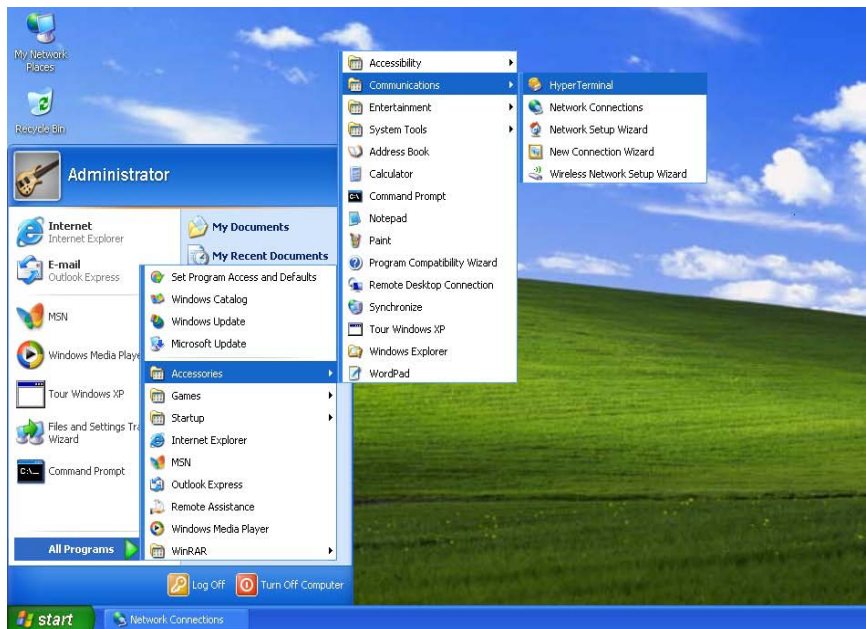 My Network
Places
Recycle Bin
Administrator
Internet
Internet Explorer
E-mail
Outlook Express
MSN
Windows Media Playe
Tour Windows XP
Files and Settings Tra
Wizard
Command Prompt
All Programs
My Documents
My Recent Documents
Set Program Access and Defaults
Windows Catalog
Windows Update
Microsoft Update
Accessories
Games
Startup
Internet Explorer
MSN
Outlook Express
Remote Assistance
Windows Media Player
WinRAR
Accessibility
Communications
Entertainment
System Tools
Address Book
Calculator
Command Prompt
Notepad
Paint
Program Compatibility Wizard
Remote Desktop Connection
Synchronize
Tour Windows XP
Windows Explorer
WordPad
HyperTerminal
Network Connections
Network Setup Wizard
New Connection Wizard
Wireless Network Setup Wizard
Log Off
Turn Off Computer
start
Network Connections